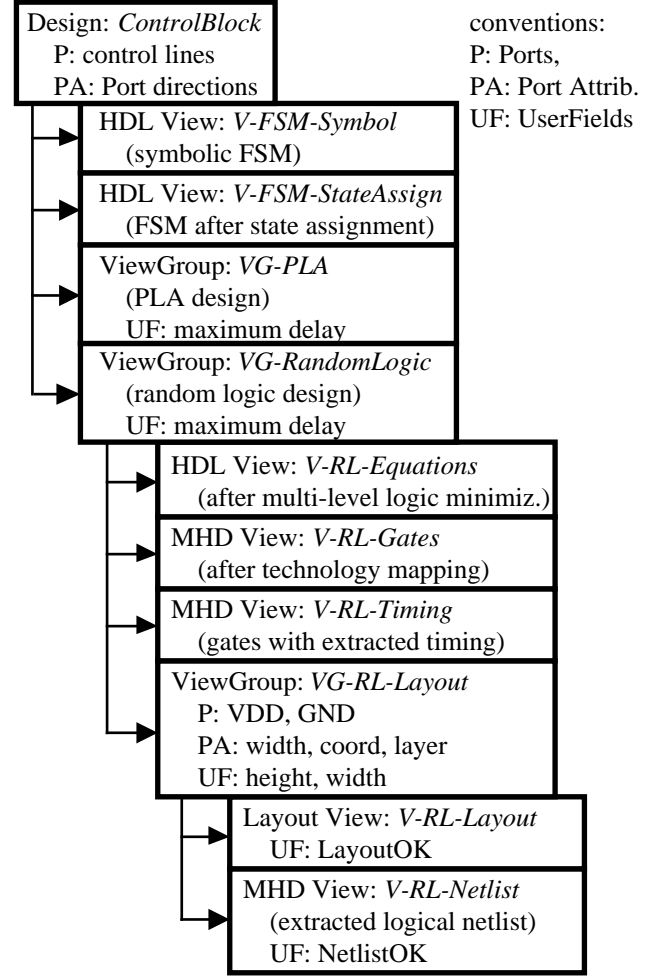 Design: ControlBlock
P: control lines
PA: Port directions
conventions:
P: Ports,
PA: Port Attrib.
UF: UserFields
HDL View: V-FSM-Symbol
(symbolic FSM)
HDL View: V-FSM-StateAssign
(FSM after state assignment)
ViewGroup: VG-PLA
(PLA design)
UF: maximum delay
ViewGroup: VG-RandomLogic
(random logic design)
UF: maximum delay
HDL View: V-RL-Equations
(after multi-level logic minimiz.)
MHD View: V-RL-Gates
(after technology mapping)
MHD View: V-RL-Timing
(gates with extracted timing)
ViewGroup: VG-RL-Layout
P: VDD, GND
PA: width, coord, layer
UF: height, width
Layout View: V-RL-Layout
UF: LayoutOK
MHD View: V-RL-Netlist
(extracted logical netlist)
UF: NetlistOK